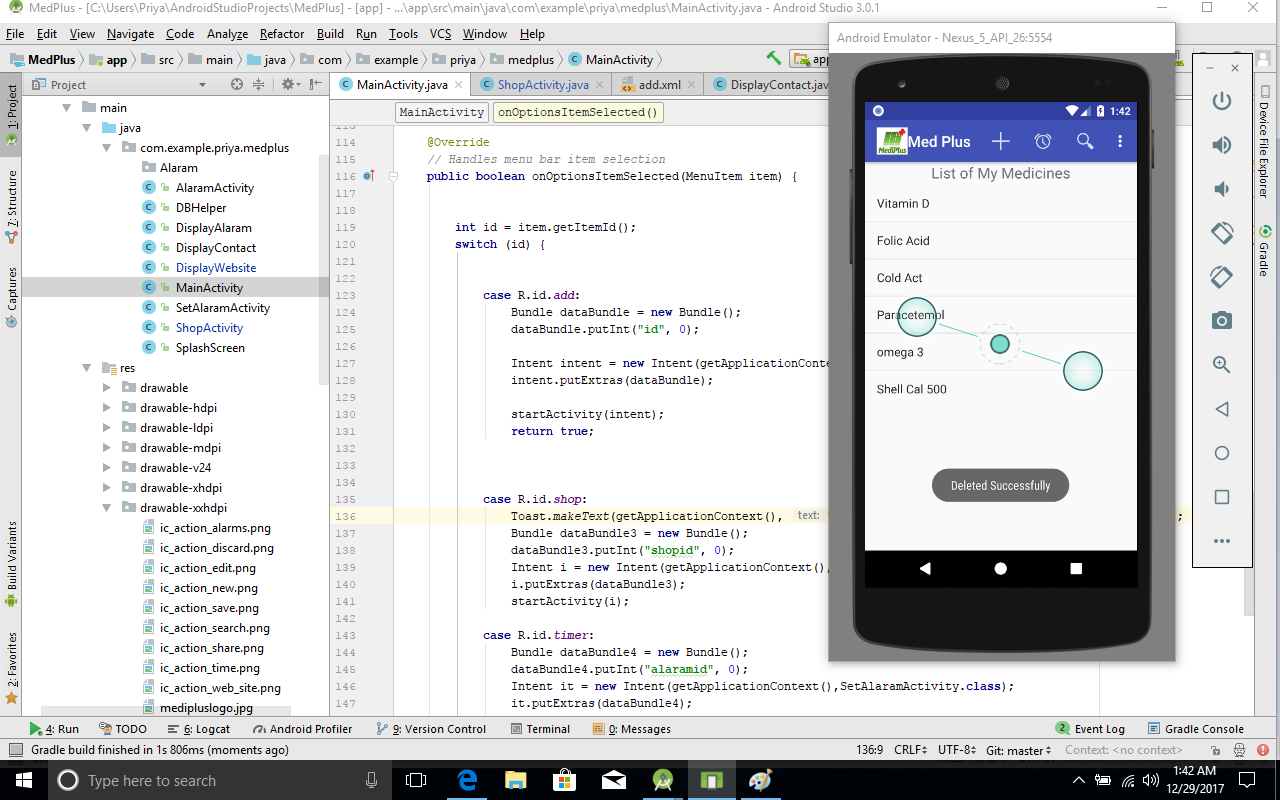 MedPlus - [C:\Users\Priya\AndroidStudioProjects\MedPlus] - [app] - ...\app\src\main\java\com\example\priya\medplus\MainActivity.java - Android Studio 3.0.1
File Edit View Navigate Code Analyze Refactor Build Run Tools VCS Window Help
MedPlus app src main java com example priya medplus MainActivity app
Project
MainActivity.java ShopActivity.java add.xml DisplayContact.java
MainActivity onOptionsItemSelected()
1: Project
7: Structure
Captures
Build Variants
2: Favorites
main
java
com.example.priya.medplus
Alaram
AlaramActivity
DBHelper
DisplayAlaram
DisplayContact
DisplayWebsite
MainActivity
SetAlaramActivity
ShopActivity
SplashScreen
res
drawable
drawable-hdpi
drawable-ldpi
drawable-mdpi
drawable-v24
drawable-xhdpi
drawable-xxhdpi
ic_action_alarms.png
ic_action_discard.png
ic_action_edit.png
ic_action_new.png
ic_action_save.png
ic_action_search.png
ic_action_share.png
ic_action_time.png
ic_action_web_site.png
medipluslogo.jpg
113
114 @Override
115 // Handles menu bar item selection
116 public boolean onOptionsItemSelected(MenuItem item) {
117
118
119 int id = item.getItemId();
120 switch (id) {
121
122
123 case R.id.add:
124 Bundle dataBundle = new Bundle();
125 dataBundle.putInt("id", 0);
126
127 Intent intent = new Intent(getApplicationConte
128 intent.putExtras(dataBundle);
129
130 startActivity(intent);
131 return true;
132
133
134
135 case R.id.shop:
136 Toast.makeText(getApplicationContext(), text: ;
137 Bundle dataBundle3 = new Bundle();
138 dataBundle3.putInt("shopid", 0);
139 Intent i = new Intent(getApplicationContext(),
140 i.putExtras(dataBundle3);
141 startActivity(i);
142
143 case R.id.timer:
144 Bundle dataBundle4 = new Bundle();
145 dataBundle4.putInt("alaramid", 0);
146 Intent it = new Intent(getApplicationContext(),SetAlaramActivity.class);
147 it.putExtras(dataBundle4);
Android Emulator - Nexus_5_API_26:5554
1:42
MediPlus Med Plus
List of My Medicines
Vitamin D
Folic Acid
Cold Act
Paracetempl
omega 3
Shell Cal 500
Deleted Successfully
Device File Explorer
Gradle
4: Run TODO 6: Logcat Android Profiler 9: Version Control Terminal 0: Messages 2 Event Log Gradle Console
Gradle build finished in 1s 806ms (moments ago) 136:9 CRLF UTF-8 Git: master Context: <no context>
Type here to search
1:42 AM
12/29/2017